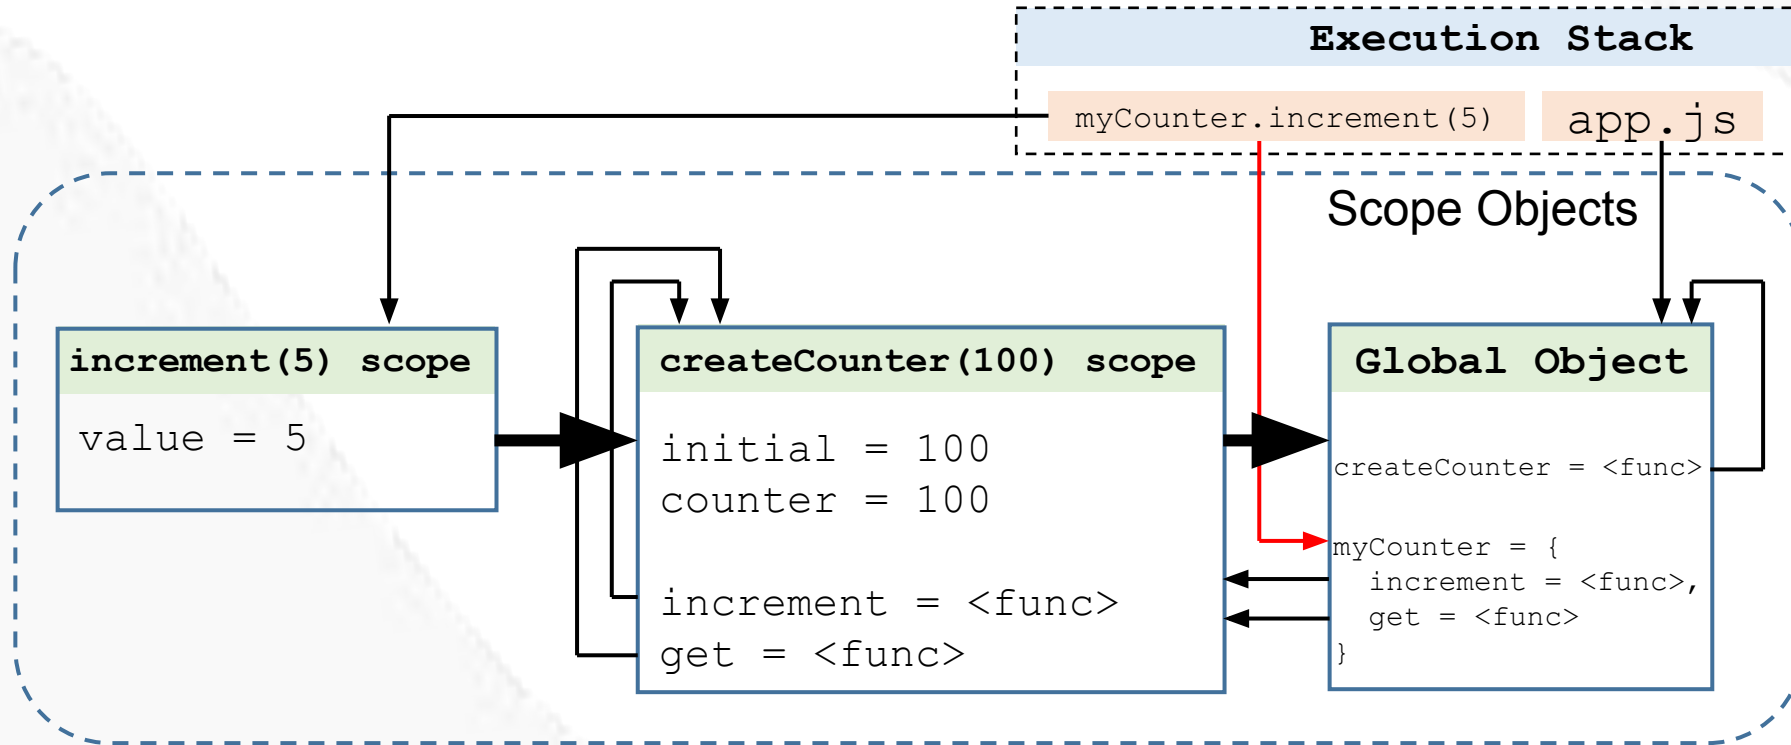 Execution Stack
myCounter.increment(5)
app.js
Scope Objects
increment(5) scope
value = 5
createCounter(100) scope
initial = 100
counter = 100
increment = <func>
get = <func>
Global Object
createCounter = <func>
myCounter = {
increment = <func>,
get = <func>
}